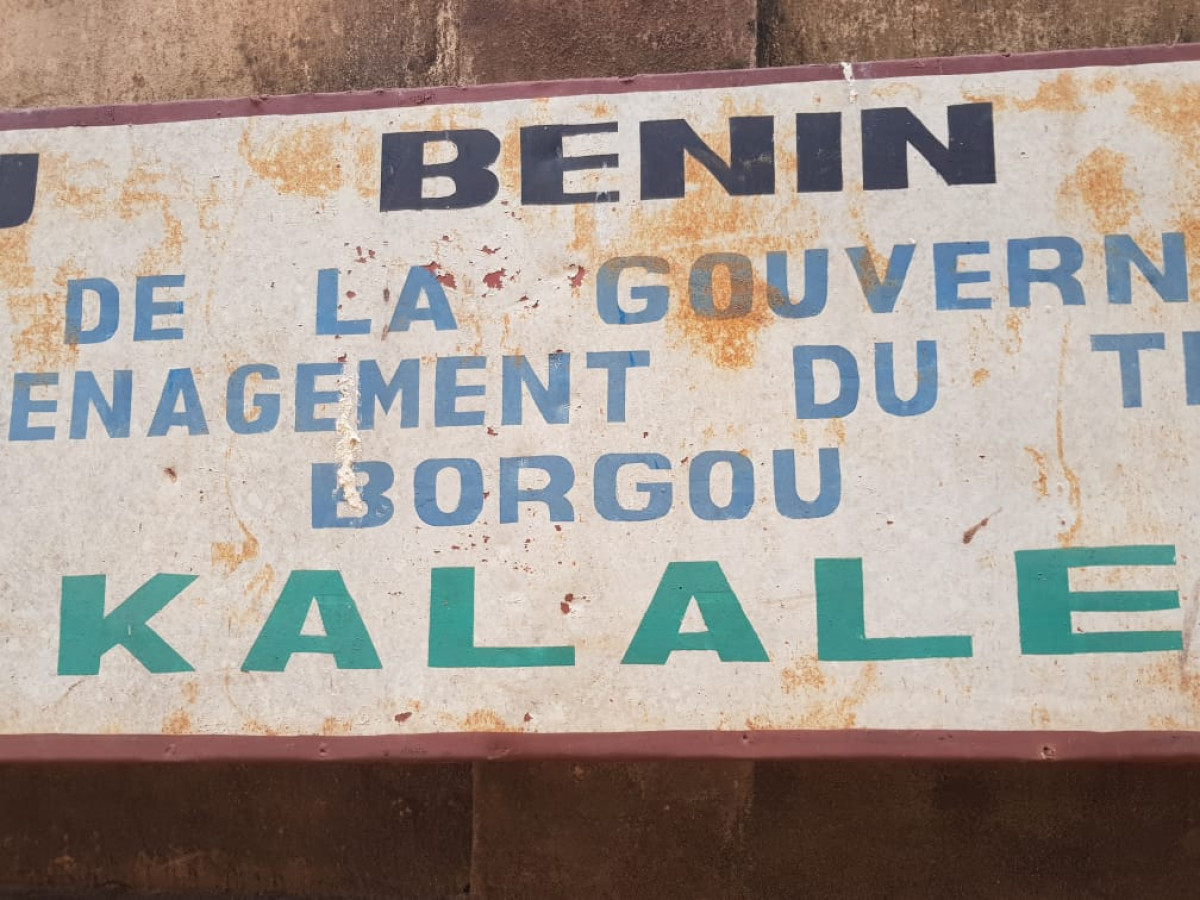 U BENIN
DE LA GOUVERN
ENAGEMENT DU T
BORGOU
KALALE